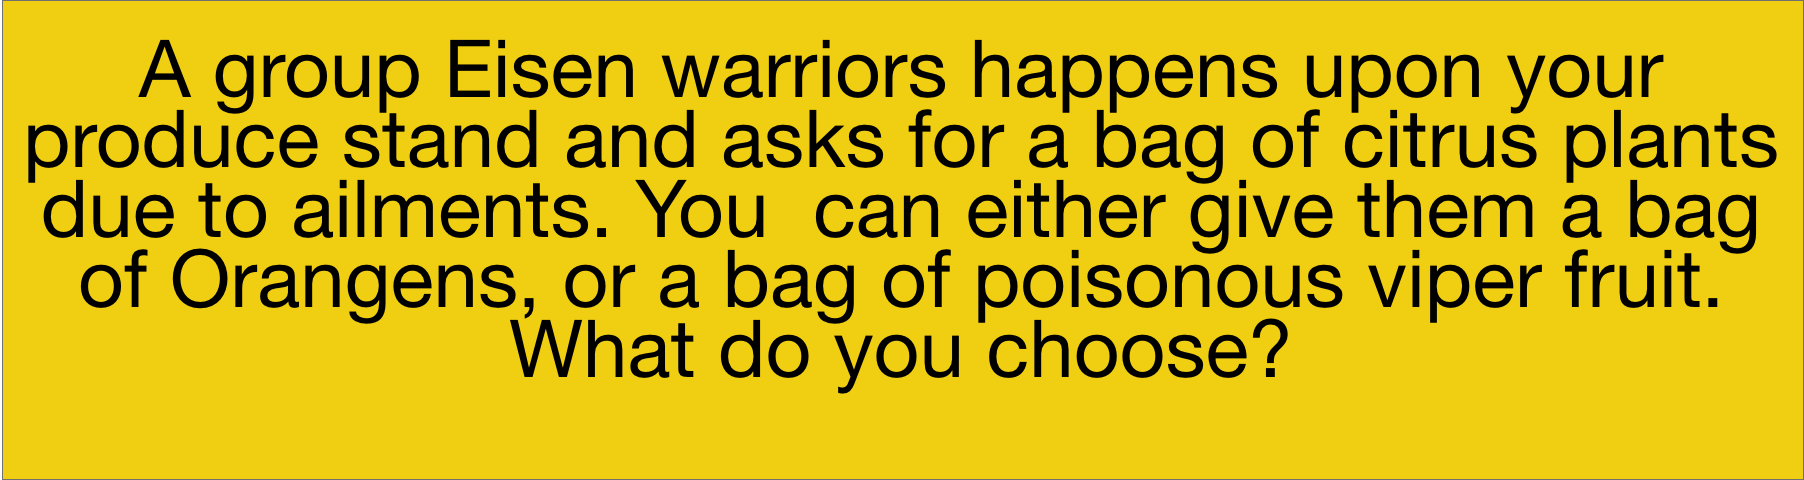 A group Eisen warriors happens upon your
produce stand and asks for a bag of citrus plants
due to ailments. You  can either give them a bag
of Orangens, or a bag of poisonous viper fruit.
What do you choose?